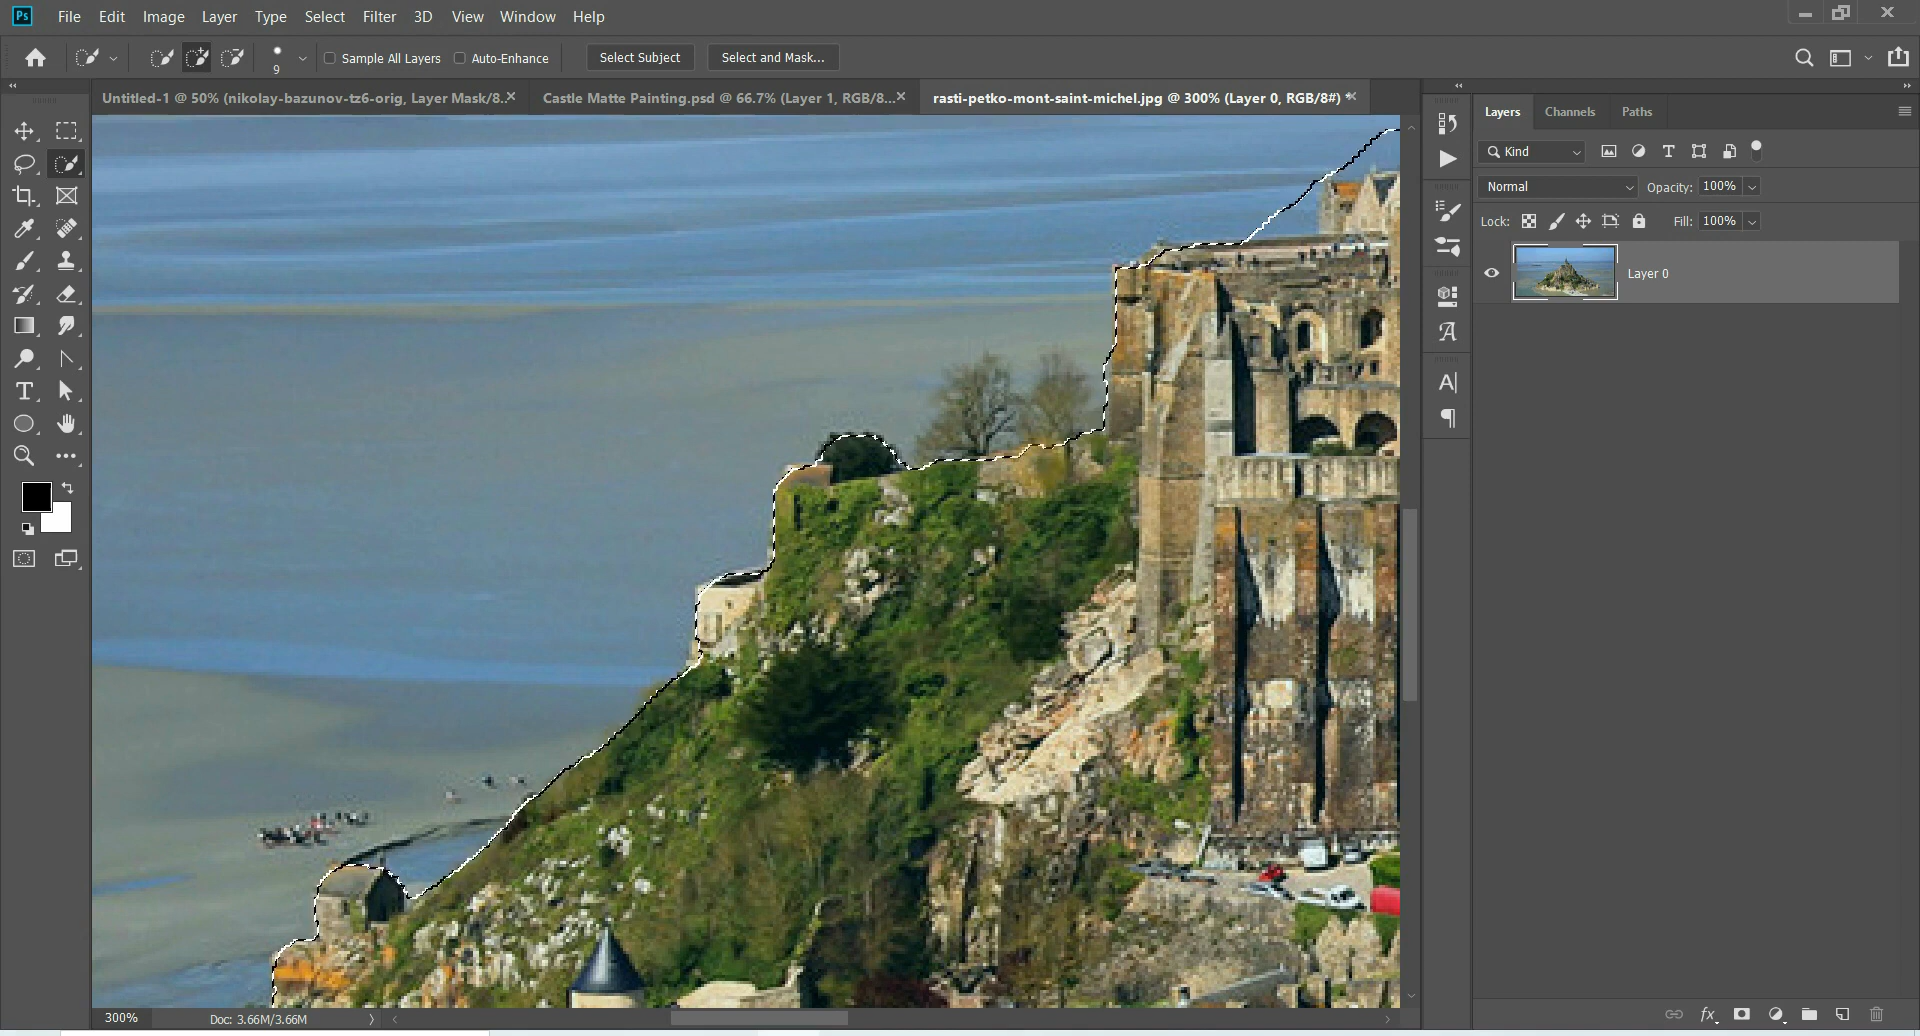 Ps File Edit Image Layer Type Select Filter 3D View Window Help
9 Sample All Layers Auto-Enhance Select Subject Select and Mask...
Untitled-1 @ 50% (nikolay-bazunov-tz6-orig, Layer Mask/8... Castle Matte Painting.psd @ 66.7% (Layer 1, RGB/8... rasti-petko-mont-saint-michel.jpg @ 300% (Layer 0, RGB/8#) *
Layers Channels Paths
Kind
Normal Opacity: 100%
Lock: Fill: 100%
Layer 0
300% Doc: 3.66M/3.66M
fx